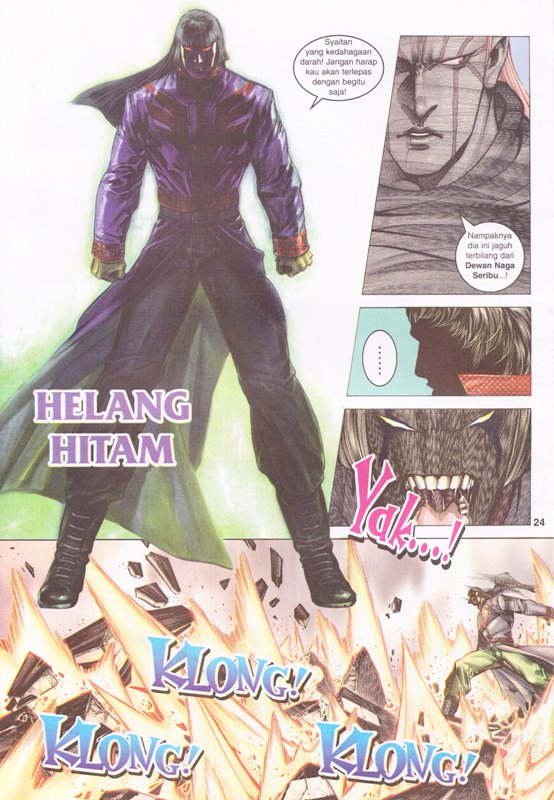 Syaitan
yang kedahagaan
darah! Jangan harap
kau akan terlepas
dengan begitu
saja!
Nampaknya
dia ini jaguh
terbilang dari
Dewan Naga
Seribu...!
......
HELANG
HITAM
Yak....!
24
KLONG!
KLONG!
KLONG!